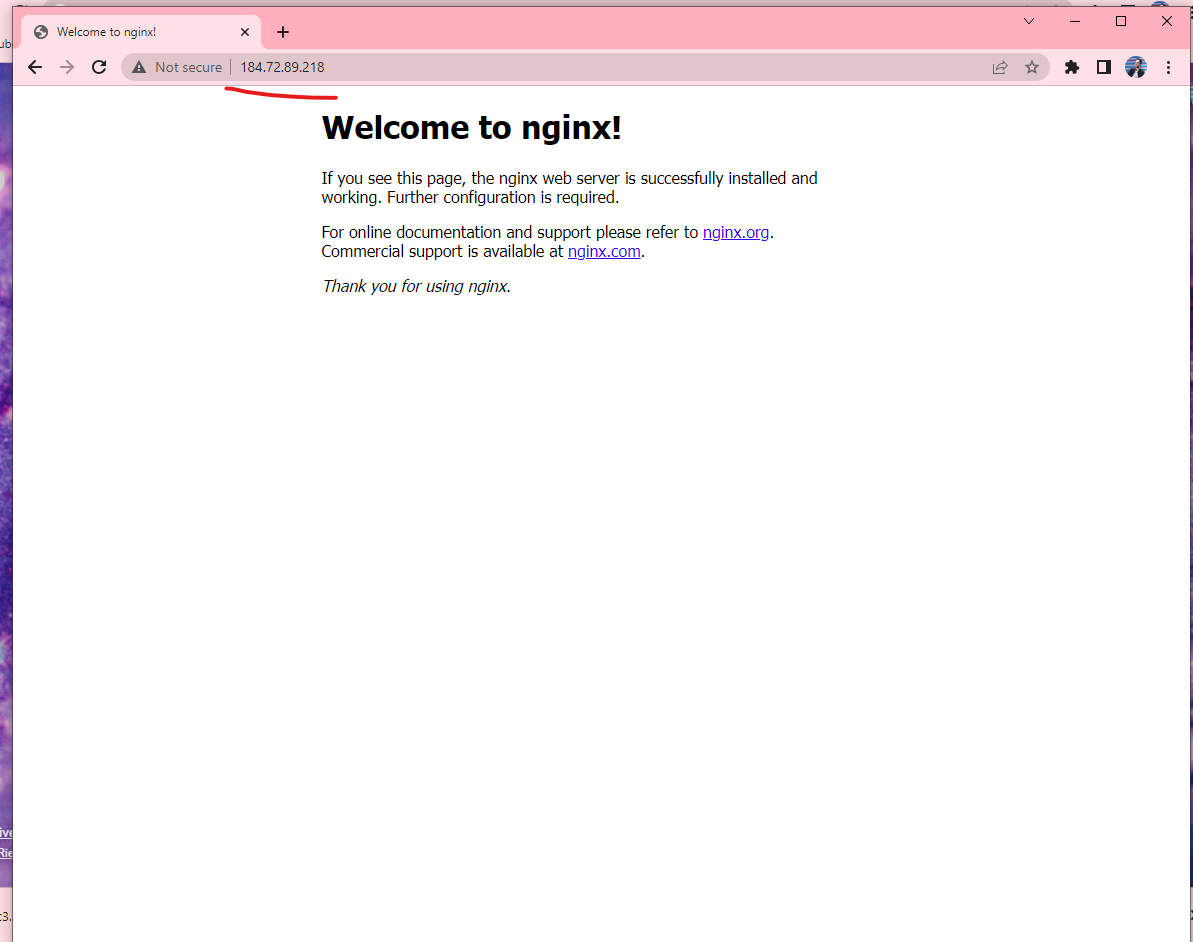 Welcome to nginx!
Not secure 184.72.89.218
Welcome to nginx!
If you see this page, the nginx web server is successfully installed and
working. Further configuration is required.
For online documentation and support please refer to nginx.org.
Commercial support is available at nginx.com.
Thank you for using nginx.